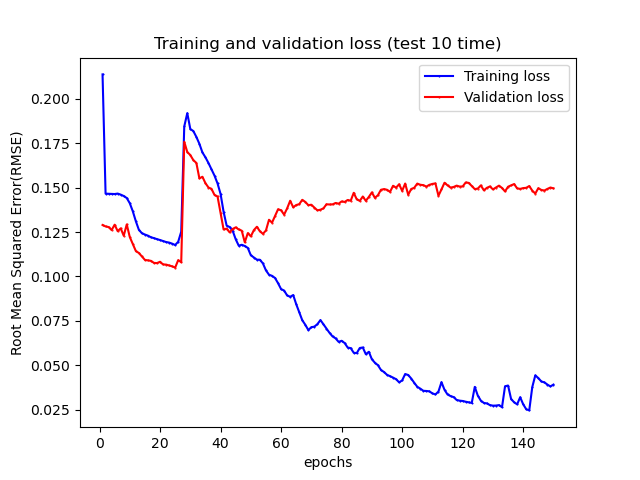 Training and validation loss (test 10 time)
Training loss
Validation loss
Root Mean Squared Error(RMSE)
0.200
0.175
0.150
0.125
0.100
0.075
0.050
0.025
0 20 40 60 80 100 120 140
epochs